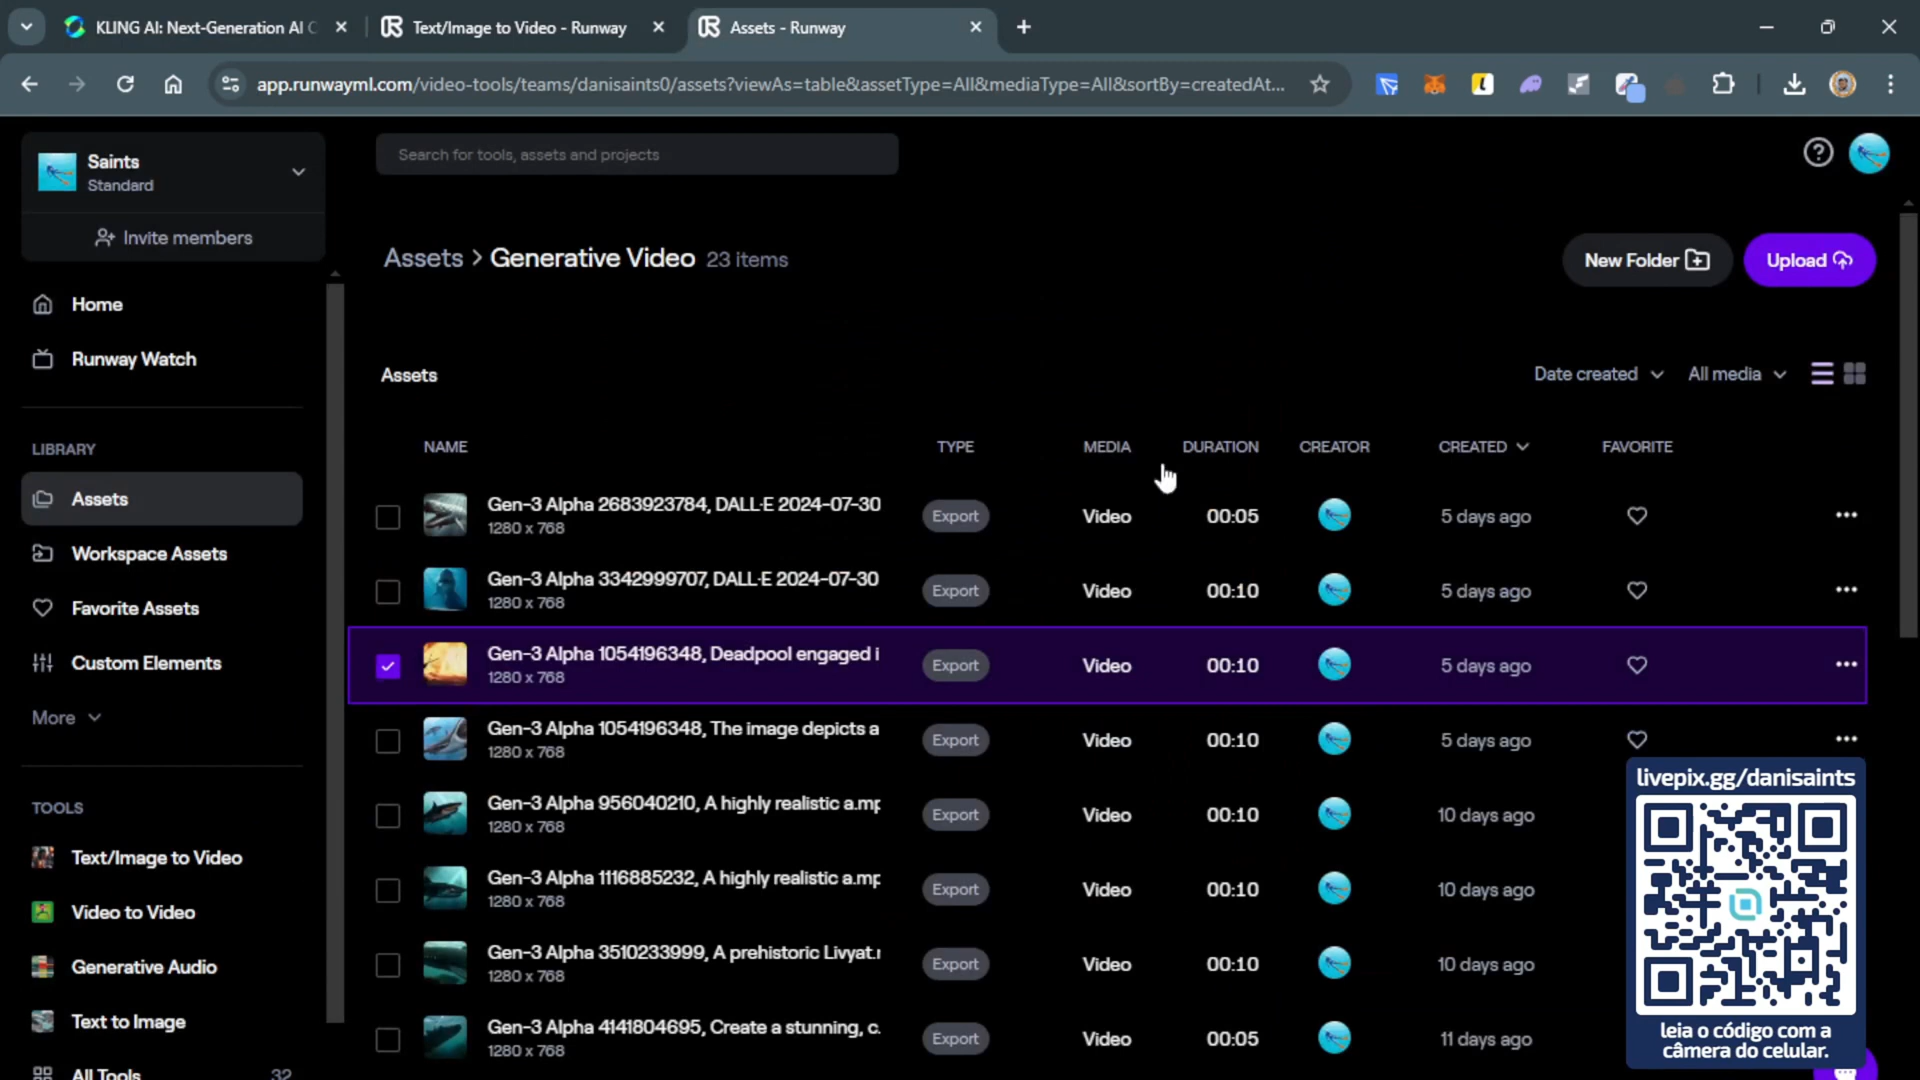 KLING AI: Next-Generation AI C
Text/Image to Video - Runway
Assets - Runway
app.runwayml.com/video-tools/teams/danisaints0/assets?viewAs=table&assetType=All&mediaType=All&sortBy=createdAt...
Saints
Standard
Invite members
Search for tools, assets and projects
Assets > Generative Video 23 items
New Folder
Upload
Home
Runway Watch
LIBRARY
Assets
Workspace Assets
Favorite Assets
Custom Elements
More
TOOLS
Text/Image to Video
Video to Video
Generative Audio
Text to Image
All Tools 32
Assets
Date created
All media
NAME TYPE MEDIA DURATION CREATOR CREATED FAVORITE
Gen-3 Alpha 2683923784, DALL·E 2024-07-30
1280 x 768
Export Video 00:05 5 days ago
Gen-3 Alpha 3342999707, DALL·E 2024-07-30
1280 x 768
Export Video 00:10 5 days ago
Gen-3 Alpha 1054196348, Deadpool engaged i
1280 x 768
Export Video 00:10 5 days ago
Gen-3 Alpha 1054196348, The image depicts a
1280 x 768
Export Video 00:10 5 days ago
Gen-3 Alpha 956040210, A highly realistic a.mp
1280 x 768
Export Video 00:10 10 days ago
Gen-3 Alpha 1116885232, A highly realistic a.mp
1280 x 768
Export Video 00:10 10 days ago
Gen-3 Alpha 3510233999, A prehistoric Livyat.r
1280 x 768
Export Video 00:10 10 days ago
Gen-3 Alpha 4141804695, Create a stunning, c.
1280 x 768
Export Video 00:05 11 days ago
livepix.gg/danisaints
leia o código com a
câmera do celular.